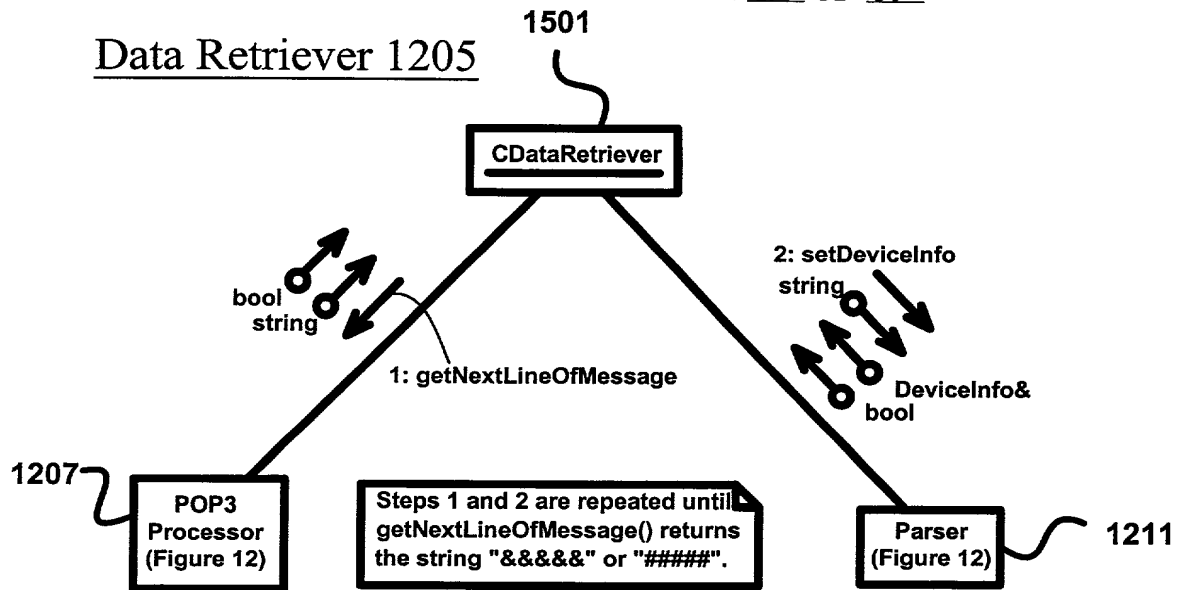 1501
Data Retriever 1205
CDataRetriever
2: setDeviceInfo
string
bool
string
1: getNextLineOfMessage
DeviceInfo&
bool
1207
POP3
Processor
(Figure 12)
Steps 1 and 2 are repeated until
getNextLineOfMessage() returns
the string "&&&&&" or "#####".
Parser
(Figure 12)
1211